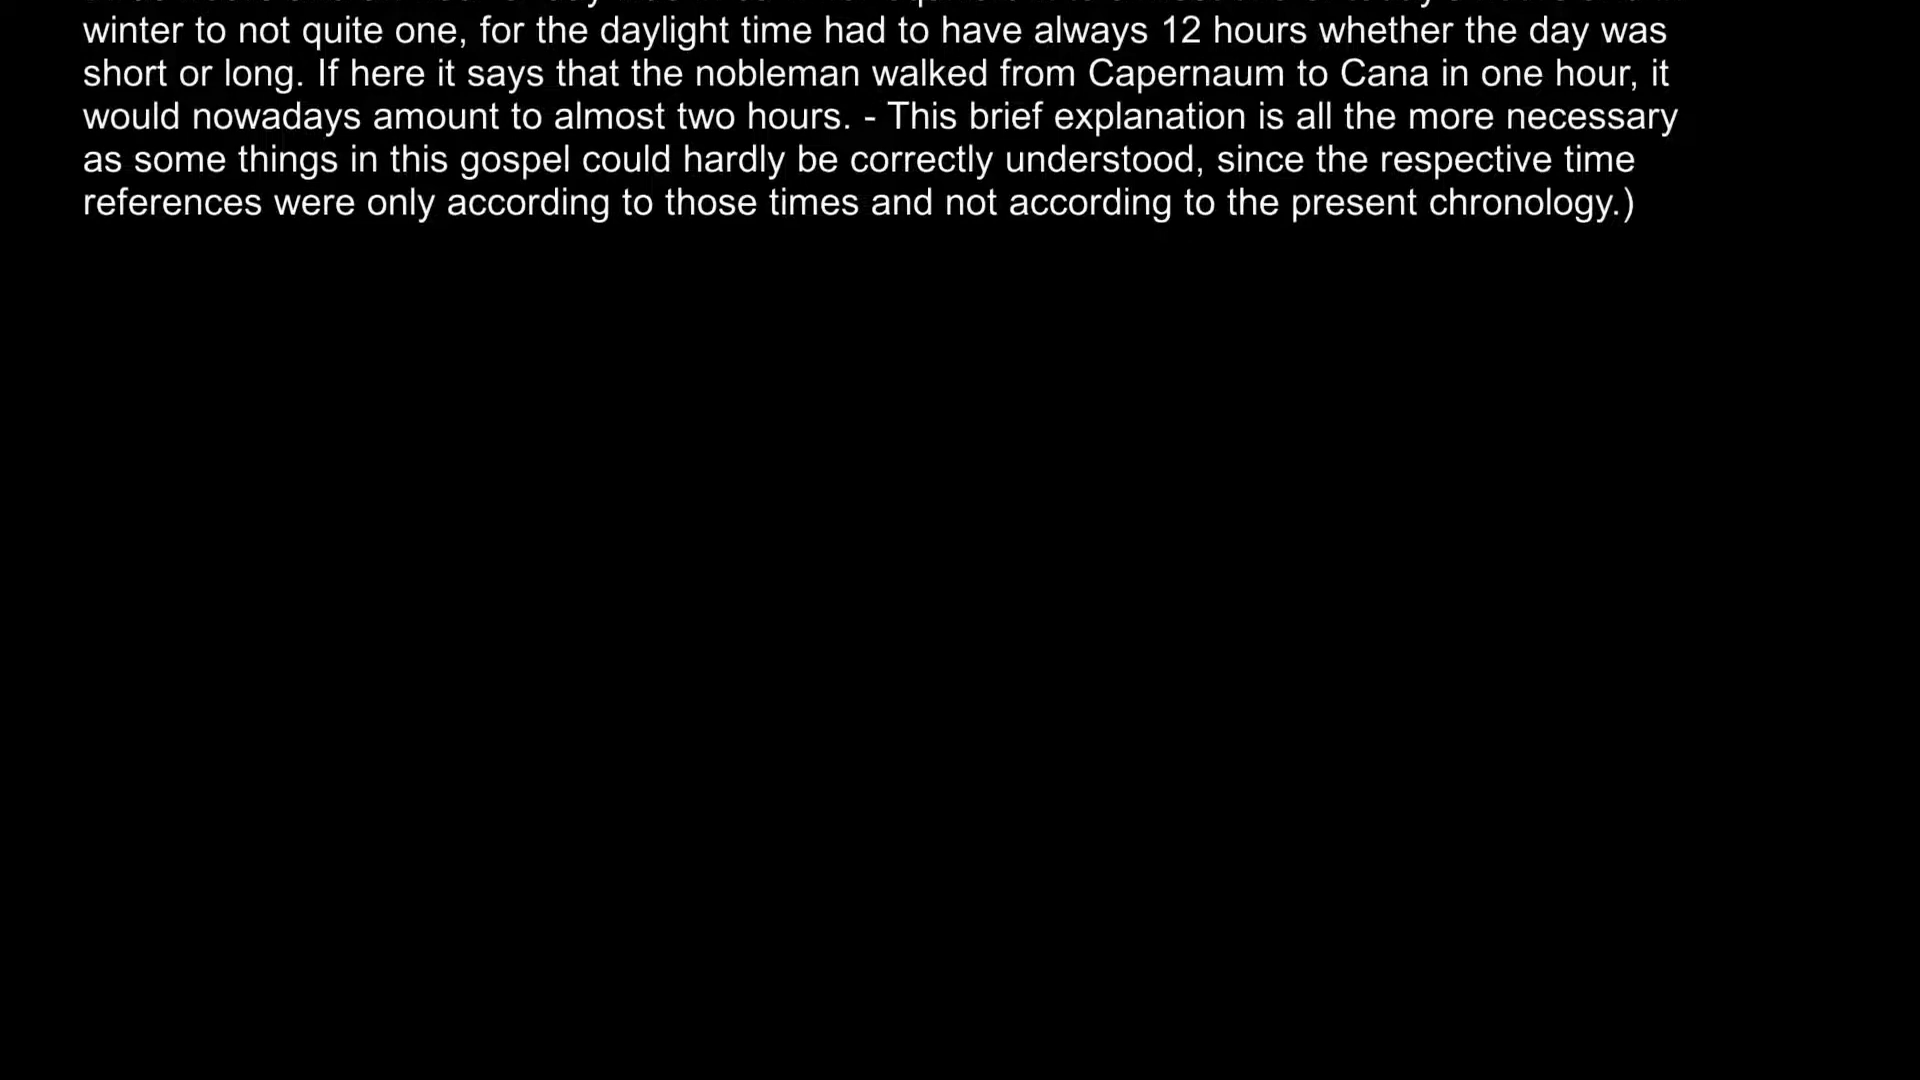 winter to not quite one, for the daylight time had to have always 12 hours whether the day was
short or long. If here it says that the nobleman walked from Capernaum to Cana in one hour, it
would nowadays amount to almost two hours. - This brief explanation is all the more necessary
as some things in this gospel could hardly be correctly understood, since the respective time
references were only according to those times and not according to the present chronology.)